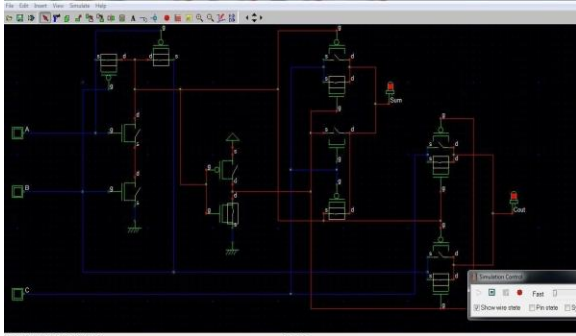 File Edit Insert View Simulate Help
A
g
s d
g
s d
g
d
g
s
d
g
s
A
B
C
s
g
d
d
g
s
g
s d
s d
g
Sum
s d
g
g
s d
g
s d
s d
g
Cout
g
s d
s d
g
Simulation Control
Fast
Show wire state Pin state S